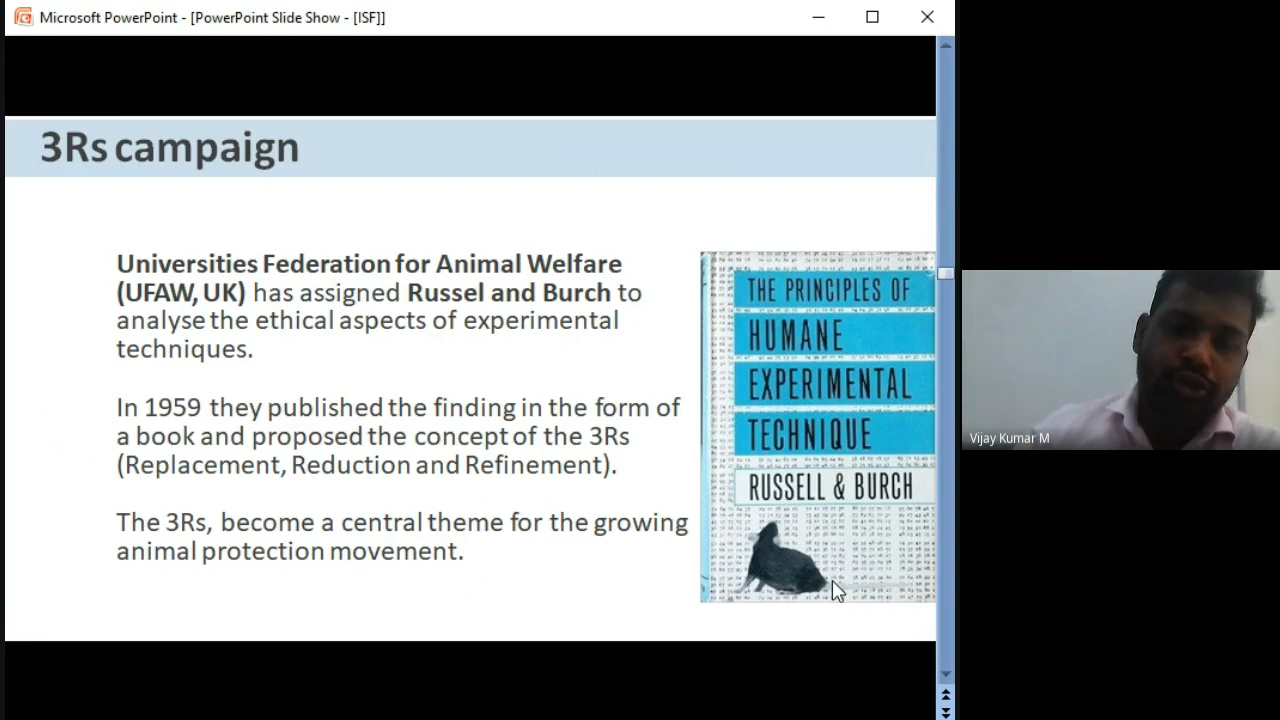 Microsoft PowerPoint - [PowerPoint Slide Show - [ISF]]
3Rs campaign
Universities Federation for Animal Welfare
(UFAW, UK) has assigned Russel and Burch to
analyse the ethical aspects of experimental
techniques.
In 1959 they published the finding in the form of
a book and proposed the concept of the 3Rs
(Replacement, Reduction and Refinement).
The 3Rs, become a central theme for the growing
animal protection movement.
THE PRINCIPLES OF
HUMANE
EXPERIMENTAL
TECHNIQUE
RUSSELL & BURCH
Vijay Kumar M